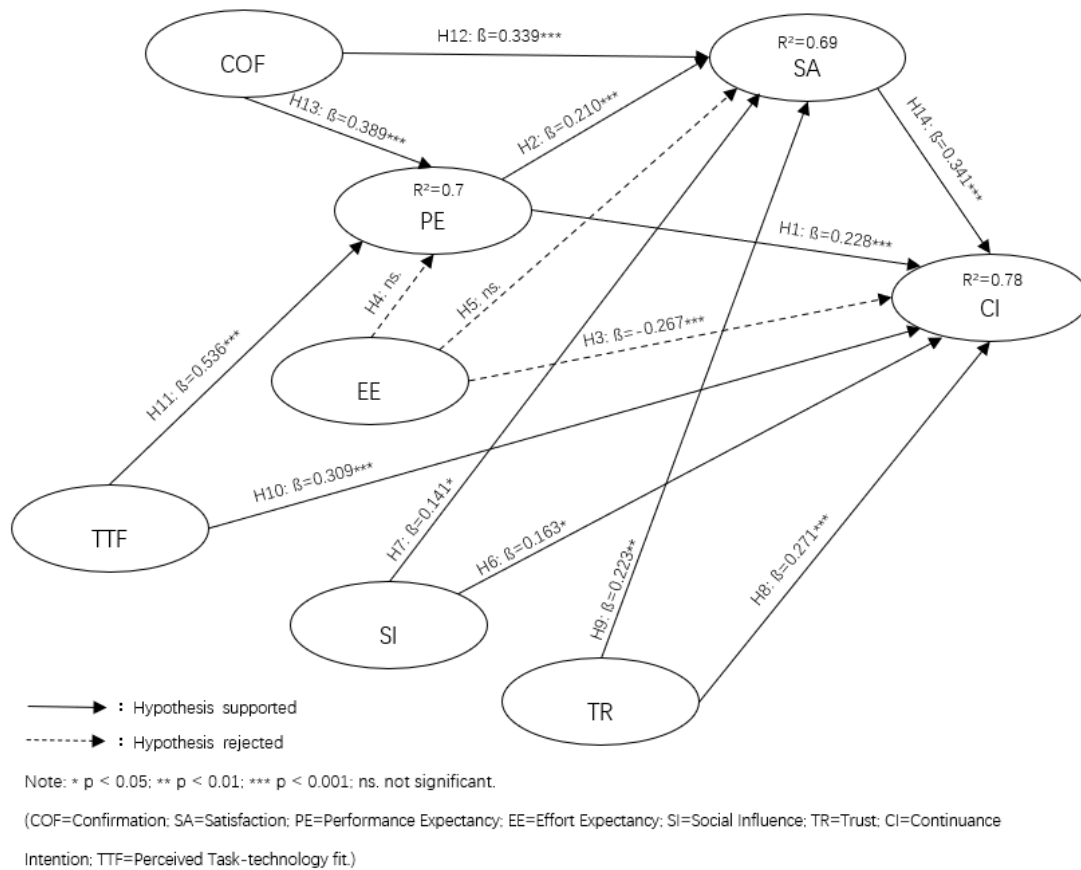 H12: ß=0.339***
R²=0.69
SA
COF
H13: ß=0.389***
H2: ß=0.210***
H14: ß=0.341***
R²=0.7
PE
H1: ß=0.228***
H4: ns.
H5: ns.
R²=0.78
CI
H3: ß=-0.267***
H11: ß=0.536***
EE
H10: ß=0.309***
TTF
H7: ß=0.141*
H6: ß=0.163*
H9: ß=0.223**
H8: ß=0.271***
SI
TR
: Hypothesis supported
: Hypothesis rejected
Note: * p < 0.05; ** p < 0.01; *** p < 0.001; ns. not significant.
(COF=Confirmation; SA=Satisfaction; PE=Performance Expectancy; EE=Effort Expectancy; SI=Social Influence; TR=Trust; CI=Continuance
Intention; TTF=Perceived Task-technology fit.)